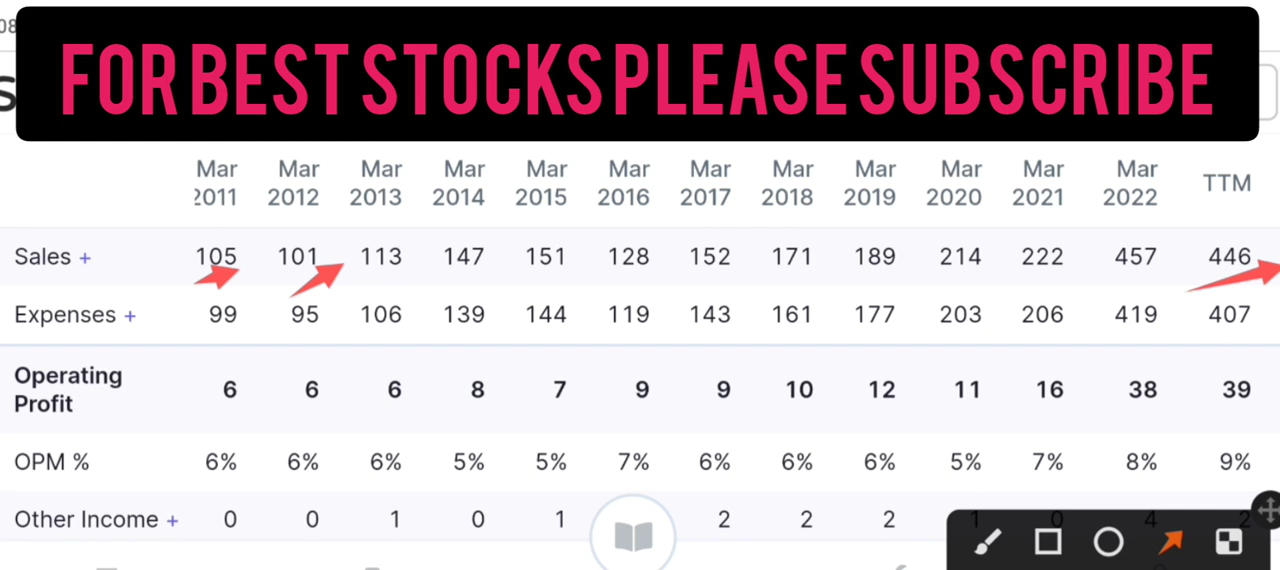 08
S
FOR BEST STOCKS PLEASE SUBSCRIBE
Mar 2011 Mar 2012 Mar 2013 Mar 2014 Mar 2015 Mar 2016 Mar 2017 Mar 2018 Mar 2019 Mar 2020 Mar 2021 Mar 2022 TTM
Sales + 105 101 113 147 151 128 152 171 189 214 222 457 446
Expenses + 99 95 106 139 144 119 143 161 177 203 206 419 407
Operating Profit 6 6 6 8 7 9 9 10 12 11 16 38 39
OPM % 6% 6% 6% 5% 5% 7% 6% 6% 6% 5% 7% 8% 9%
Other Income + 0 0 1 0 1 2 2 2 1 0 4 2